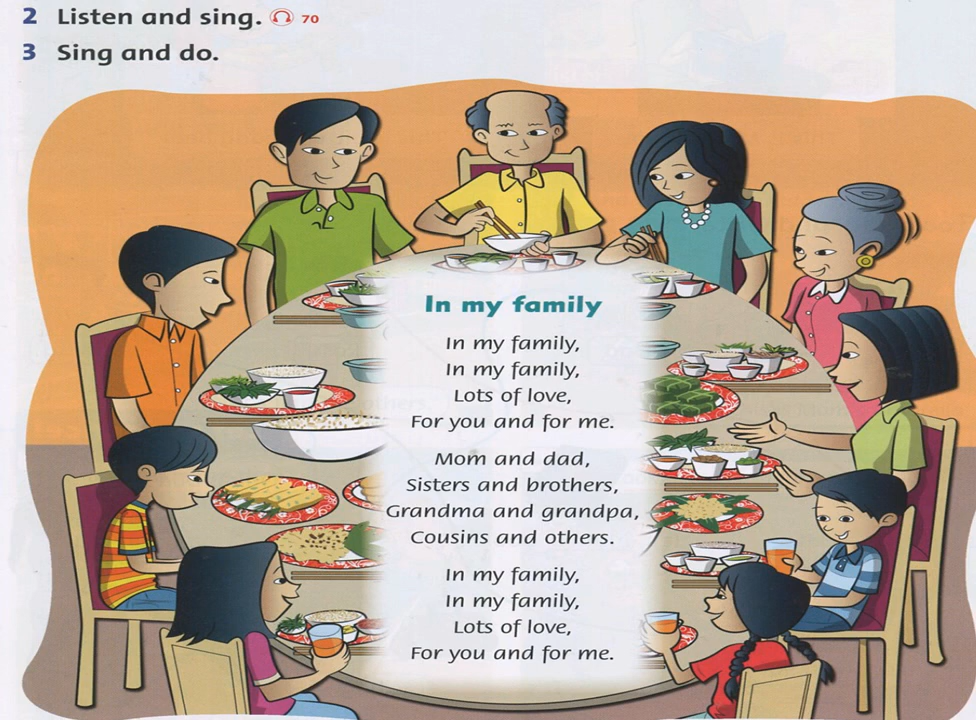 2 Listen and sing. 70
3 Sing and do.
In my family
In my family,
In my family,
Lots of love,
For you and for me.
Mom and dad,
Sisters and brothers,
Grandma and grandpa,
Cousins and others.
In my family,
In my family,
Lots of love,
For you and for me.